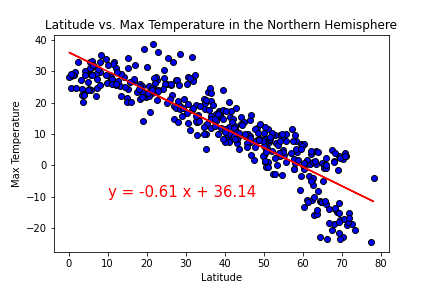 Latitude vs. Max Temperature in the Northern Hemisphere
40
30
20
10
0
−10
−20
Max Temperature
y = -0.61 x + 36.14
0 10 20 30 40 50 60 70 80
Latitude